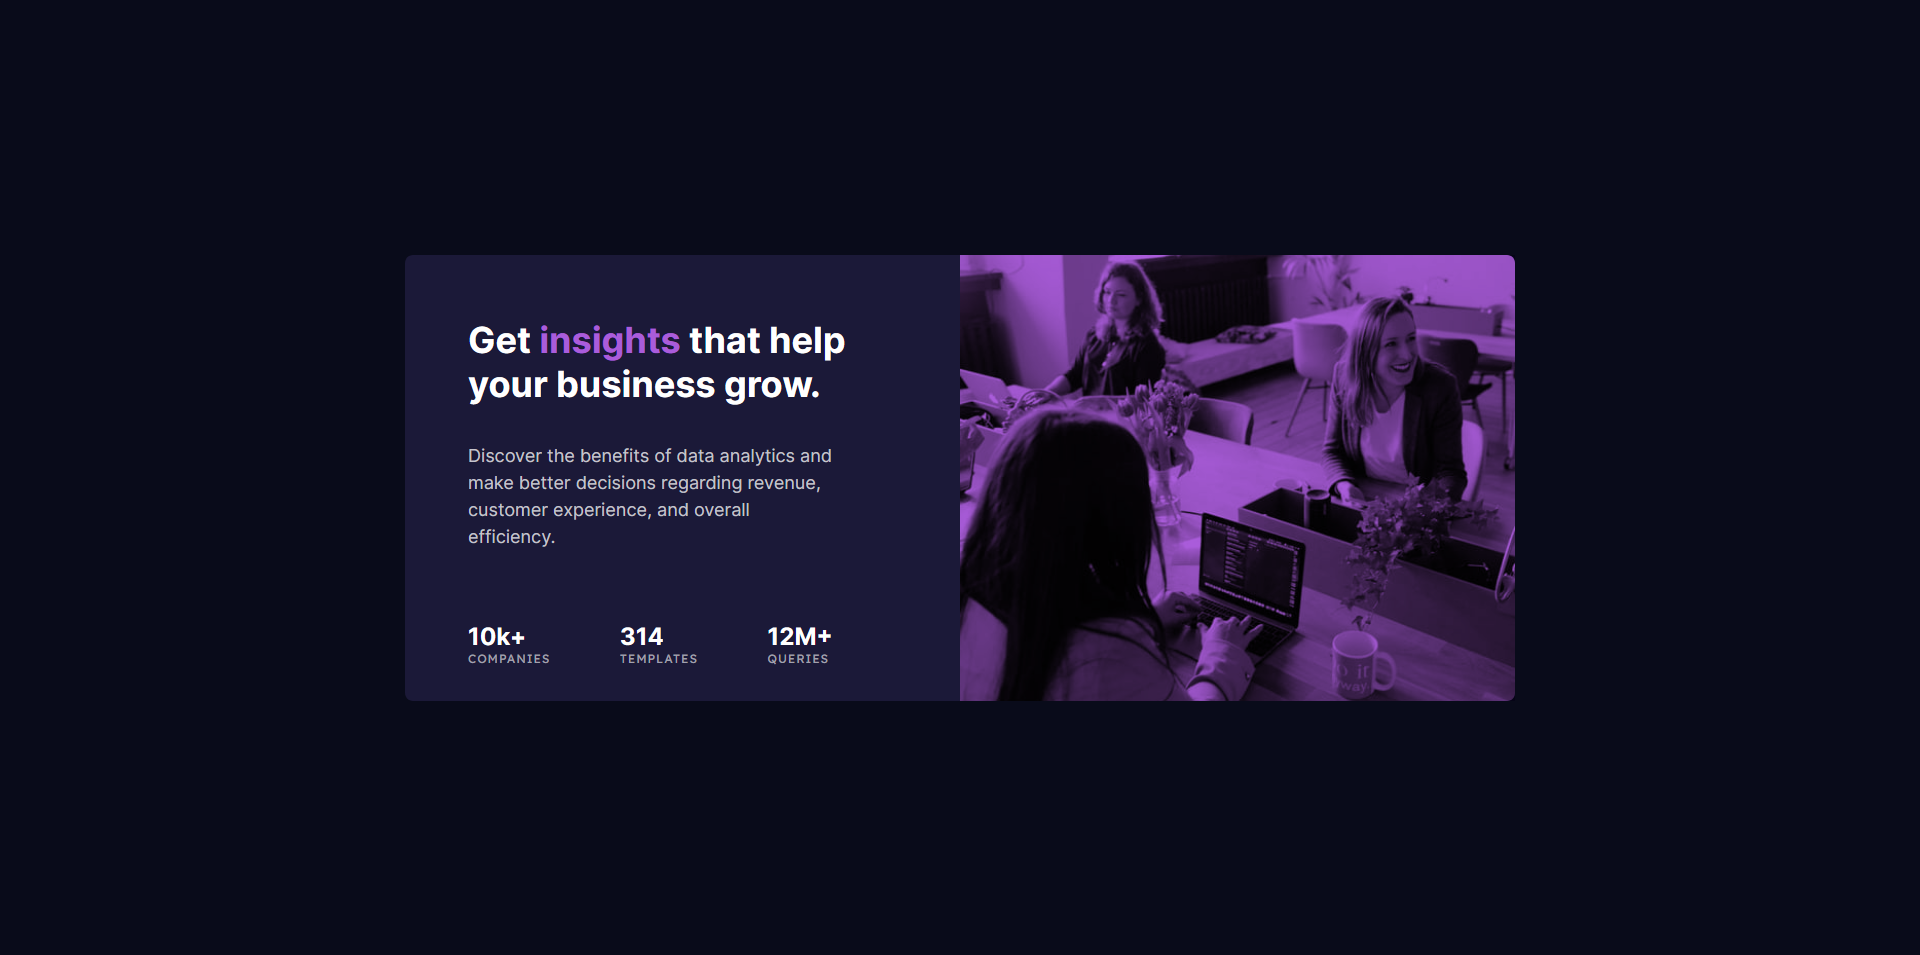 Get insights that help
your business grow.
Discover the benefits of data analytics and
make better decisions regarding revenue,
customer experience, and overall
efficiency.
10k+ 314 12M+
COMPANIES TEMPLATES QUERIES